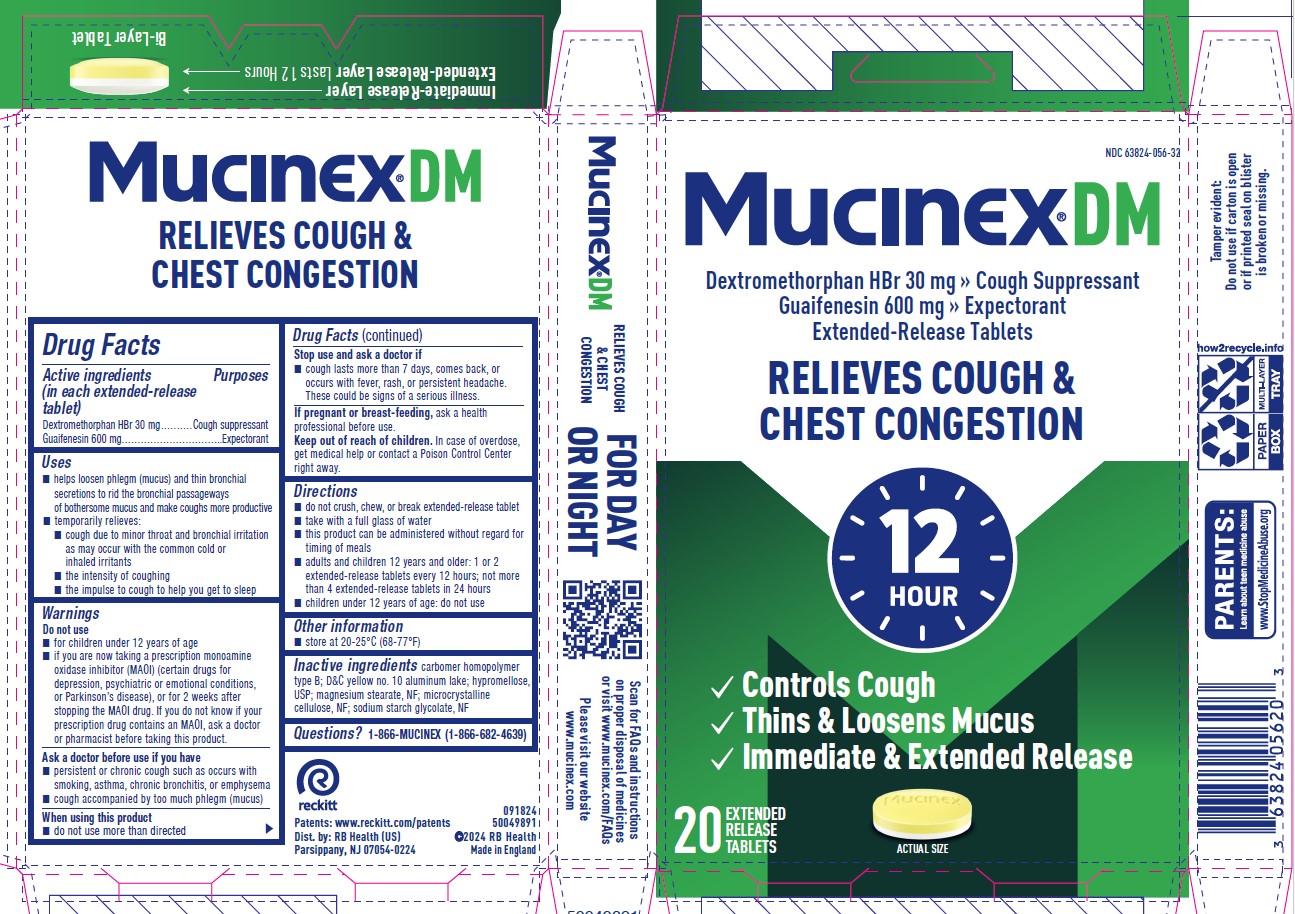 Immediate-Release Layer
Extended-Release Layer lasts 12 Hours
Bi-Layer Tablet
Mucinex® DM
RELIEVES COUGH &
CHEST CONGESTION
Drug Facts
Active ingredients Purposes
(in each extended-release
tablet)
Dextromethorphan HBr 30 mg..........Cough suppressant
Guaifenesin 600 mg................................Expectorant
Uses
■ helps loosen phlegm (mucus) and thin bronchial
secretions to rid the bronchial passageways
of bothersome mucus and make coughs more productive
■ temporarily relieves:
■ cough due to minor throat and bronchial irritation
as may occur with the common cold or
inhaled irritants
■ the intensity of coughing
■ the impulse to cough to help you get to sleep
Warnings
Do not use
■ for children under 12 years of age
■ if you are now taking a prescription monoamine
oxidase inhibitor (MAOI) (certain drugs for
depression, psychiatric or emotional conditions,
or Parkinson's disease), or for 2 weeks after
stopping the MAOI drug. If you do not know if your
prescription drug contains an MAOI, ask a doctor
or pharmacist before taking this product.
Ask a doctor before use if you have
■ persistent or chronic cough such as occurs with
smoking, asthma, chronic bronchitis, or emphysema
■ cough accompanied by too much phlegm (mucus)
When using this product
■ do not use more than directed
Drug Facts (continued)
Stop use and ask a doctor if
■ cough lasts more than 7 days, comes back, or
occurs with fever, rash, or persistent headache.
These could be signs of a serious illness.
If pregnant or breast-feeding, ask a health
professional before use.
Keep out of reach of children. In case of overdose,
get medical help or contact a Poison Control Center
right away.
Directions
■ do not crush, chew, or break extended-release tablet
■ take with a full glass of water
■ this product can be administered without regard for
timing of meals
■ adults and children 12 years and older: 1 or 2
extended-release tablets every 12 hours; not more
than 4 extended-release tablets in 24 hours
■ children under 12 years of age: do not use
Other information
■ store at 20-25°C (68-77°F)
Inactive ingredients carbomer homopolymer
type B; D&C yellow no. 10 aluminum lake; hypromellose,
USP; magnesium stearate, NF; microcrystalline
cellulose, NF; sodium starch glycolate, NF
Questions? 1-866-MUCINEX (1-866-682-4639)
reckitt
Patents: www.reckitt.com/patents
Dist. by: RB Health (US)
Parsippany, NJ 07054-0224
091824
50049891
©2024 RB Health
Made in England
Mucinex® DM
RELIEVES COUGH
& CHEST
CONGESTION
FOR DAY
OR NIGHT
Scan for FAQs and instructions
on proper disposal of medicines
or visit www.mucinex.com/FAQs
Please visit our website
www.mucinex.com
50049891
NDC 63824-056-32
Mucinex® DM
Dextromethorphan HBr 30 mg » Cough Suppressant
Guaifenesin 600 mg » Expectorant
Extended-Release Tablets
RELIEVES COUGH &
CHEST CONGESTION
12
HOUR
✓ Controls Cough
✓ Thins & Loosens Mucus
✓ Immediate & Extended Release
20 EXTENDED
RELEASE
TABLETS
Mucinex
ACTUAL SIZE
Tamper evident:
Do not use if carton is open
or if printed seal on blister
is broken or missing.
how2recycle.info
MULTI-LAYER
TRAY
PAPER
BOX
PARENTS:
Learn about teen medicine abuse
www.StopMedicineAbuse.org
3 63824 05620 3